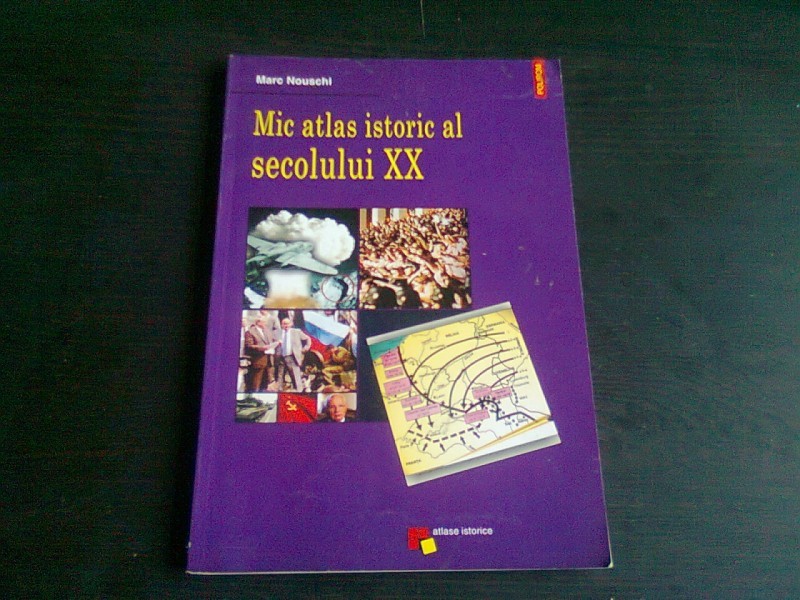 Marc Nouschi
POLIROM
Mic atlas istoric al
secolului XX
atlase istorice